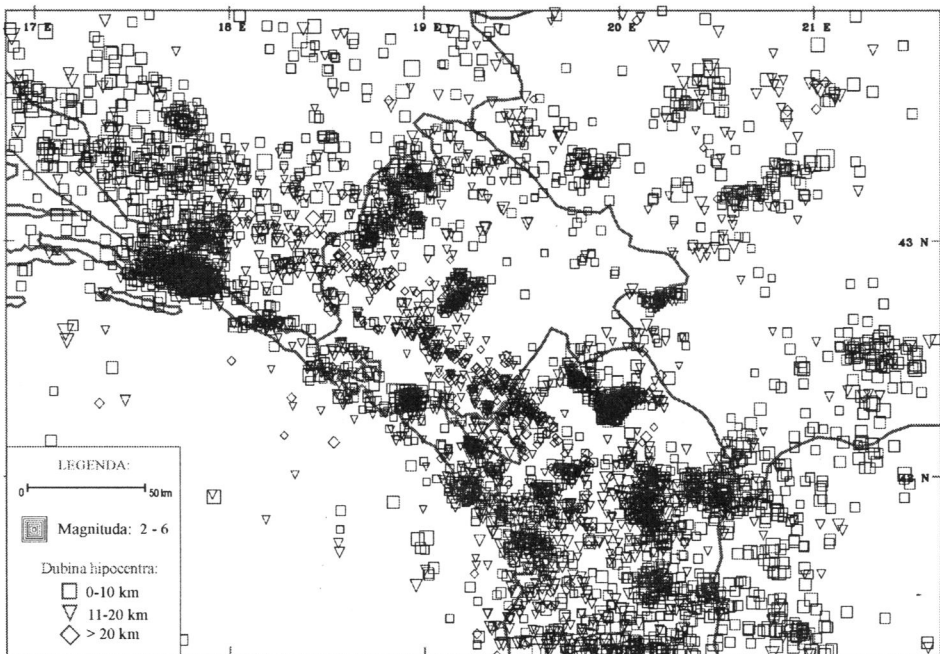 17 E 18 E 19 E 20 E 21 E
43 N
N
LEGENDA:
0 50 km
Magnituda: 2 - 6
Dubina hipocentra:
0-10 km
11-20 km
> 20 km